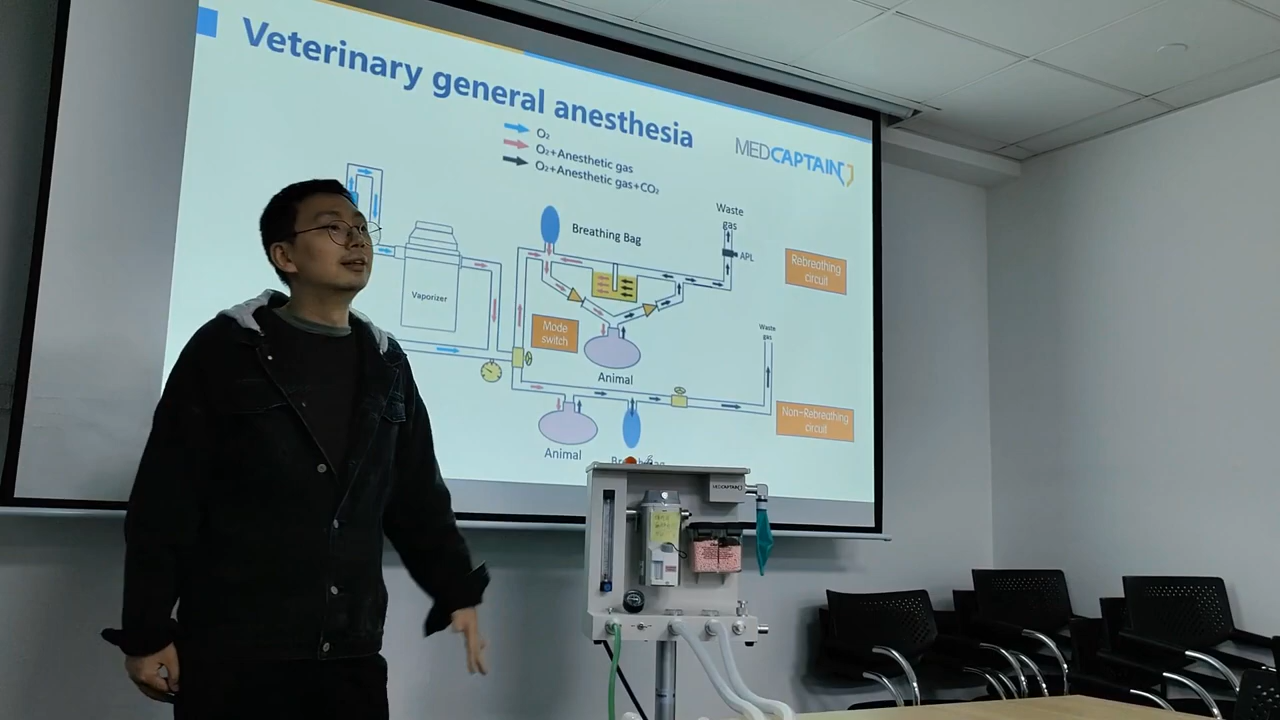 Veterinary general anesthesia
O₂
O₂+Anesthetic gas
O₂+Anesthetic gas+CO₂
MEDCAPTAIN
Waste
gas
Breathing Bag
APL
Rebreathing
circuit
Vaporizer
Mode
switch
Animal
Waste
gas
Non-Rebreathing
circuit
Animal
MEDCAPTAIN